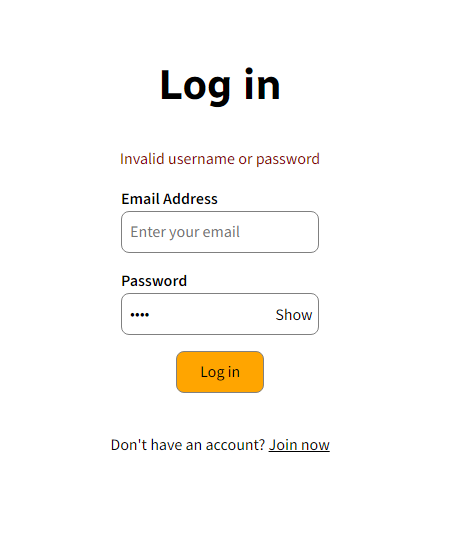 Log in
Invalid username or password
Email Address
Enter your email
Password
•••• Show
Log in
Don't have an account? Join now